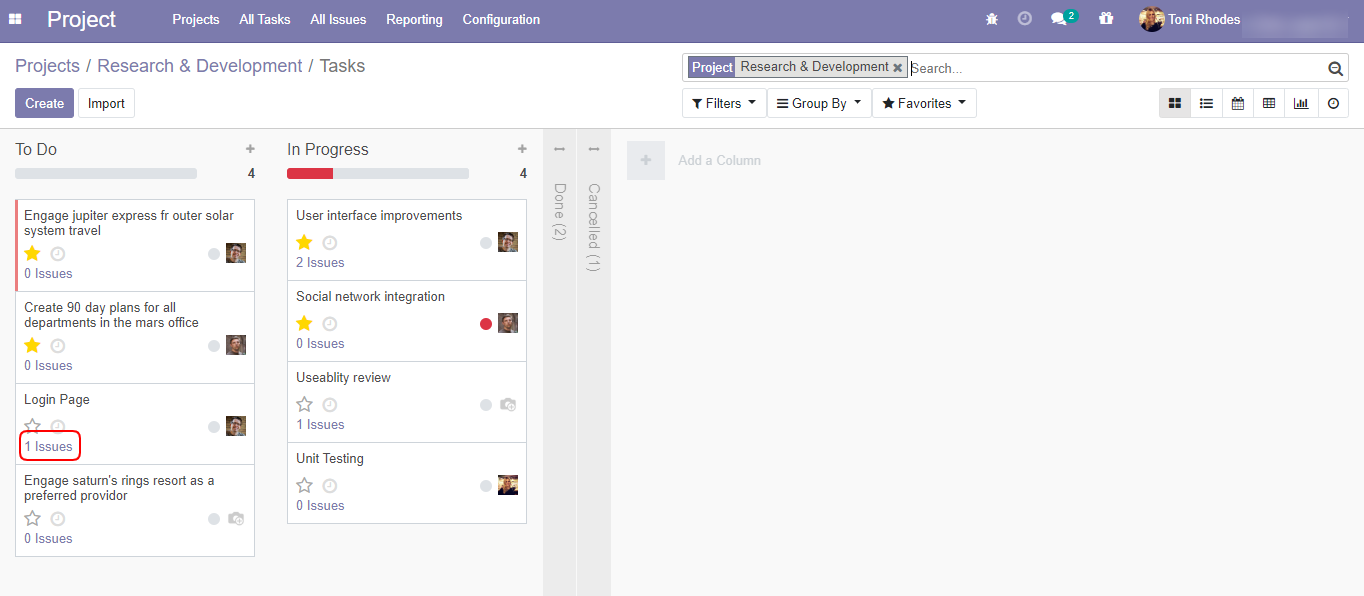 Project
Projects
All Tasks
All Issues
Reporting
Configuration
2
Toni Rhodes
Projects / Research & Development / Tasks
Project Research & Development Search...
Create
Import
Filters
Group By
Favorites
To Do
4
Engage jupiter express fr outer solar
system travel
0 Issues
Create 90 day plans for all
departments in the mars office
0 Issues
Login Page
1 Issues
Engage saturn's rings resort as a
preferred providor
0 Issues
In Progress
4
User interface improvements
2 Issues
Social network integration
0 Issues
Useablity review
1 Issues
Unit Testing
0 Issues
Done (2)
Cancelled (1)
Add a Column